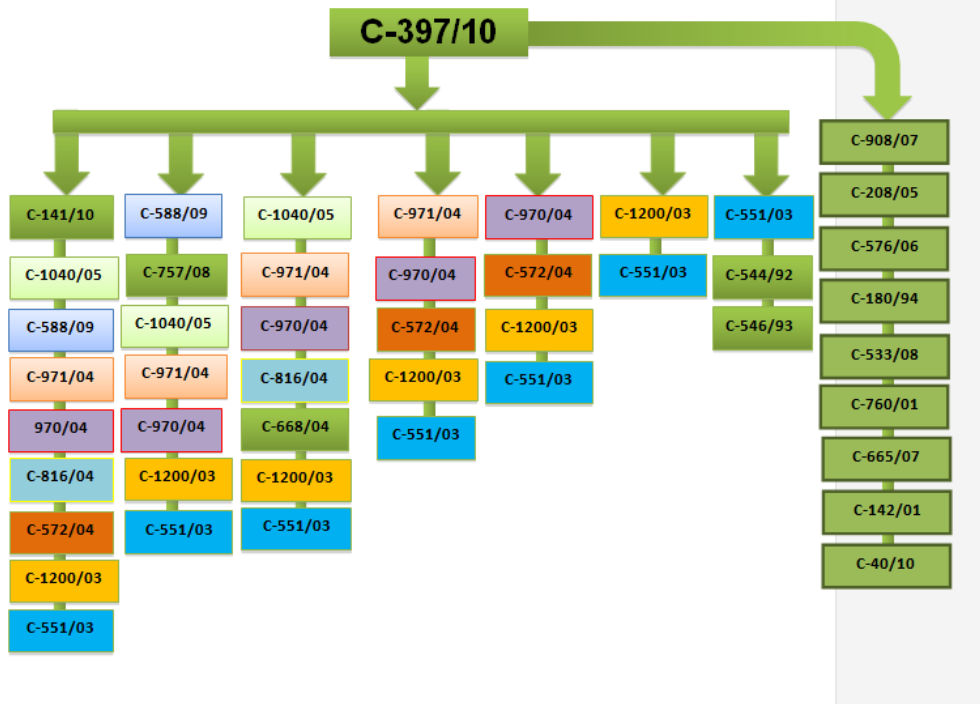 C-397/10
C-141/10
C-1040/05
C-588/09
C-971/04
970/04
C-816/04
C-572/04
C-1200/03
C-551/03
C-588/09
C-757/08
C-1040/05
C-971/04
C-970/04
C-1200/03
C-551/03
C-1040/05
C-971/04
C-970/04
C-816/04
C-668/04
C-1200/03
C-551/03
C-971/04
C-970/04
C-572/04
C-1200/03
C-551/03
C-970/04
C-572/04
C-1200/03
C-551/03
C-1200/03
C-551/03
C-551/03
C-544/92
C-546/93
C-908/07
C-208/05
C-576/06
C-180/94
C-533/08
C-760/01
C-665/07
C-142/01
C-40/10